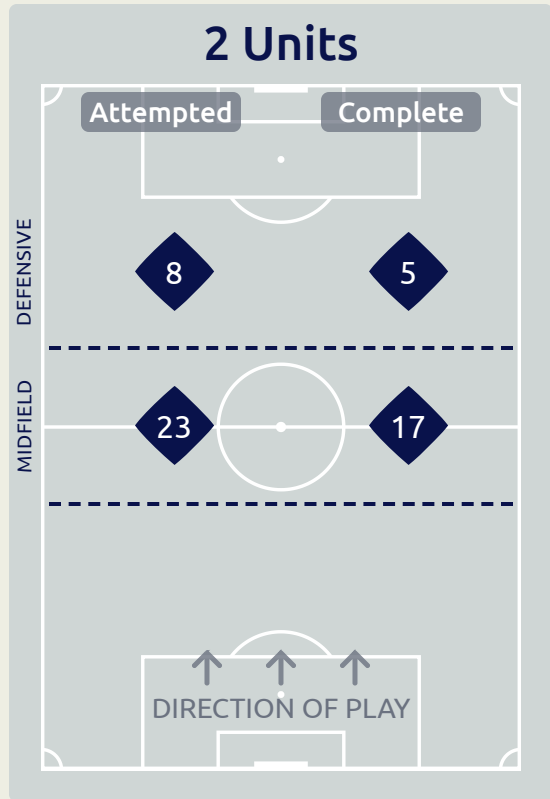 2 Units
Attempted Complete
DEFENSIVE
8 5
MIDFIELD
23 17
DIRECTION OF PLAY